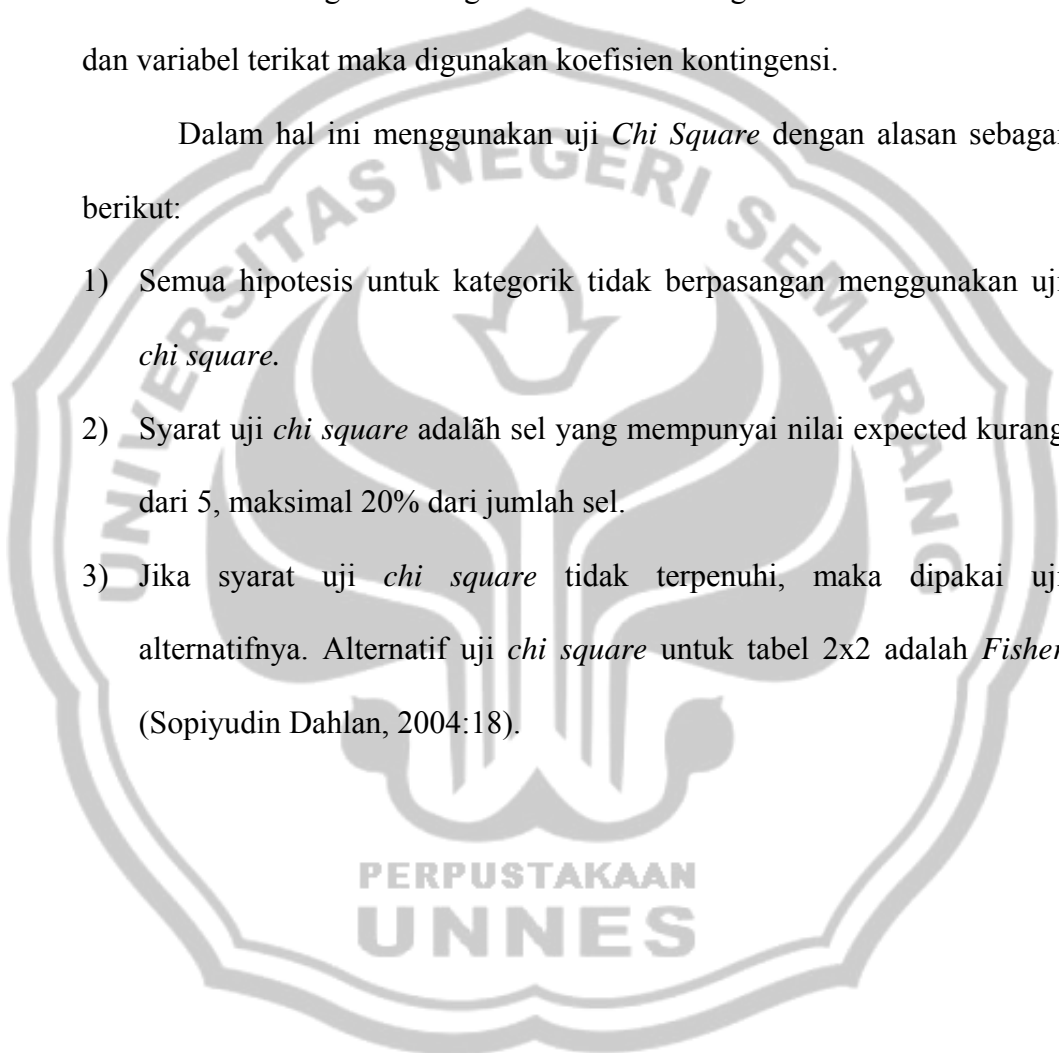 dan variabel terikat maka digunakan koefisien kontingensi.
Dalam hal ini menggunakan uji Chi Square dengan alasan sebagai
berikut:
1) Semua hipotesis untuk kategorik tidak berpasangan menggunakan uji
chi square.
2) Syarat uji chi square adalãh sel yang mempunyai nilai expected kurang
dari 5, maksimal 20% dari jumlah sel.
3) Jika syarat uji chi square tidak terpenuhi, maka dipakai uji
alternatifnya. Alternatif uji chi square untuk tabel 2x2 adalah Fisher
(Sopiyudin Dahlan, 2004:18).
UNIVERSITAS NEGERI SEMARANG
PERPUSTAKAAN
UNNES